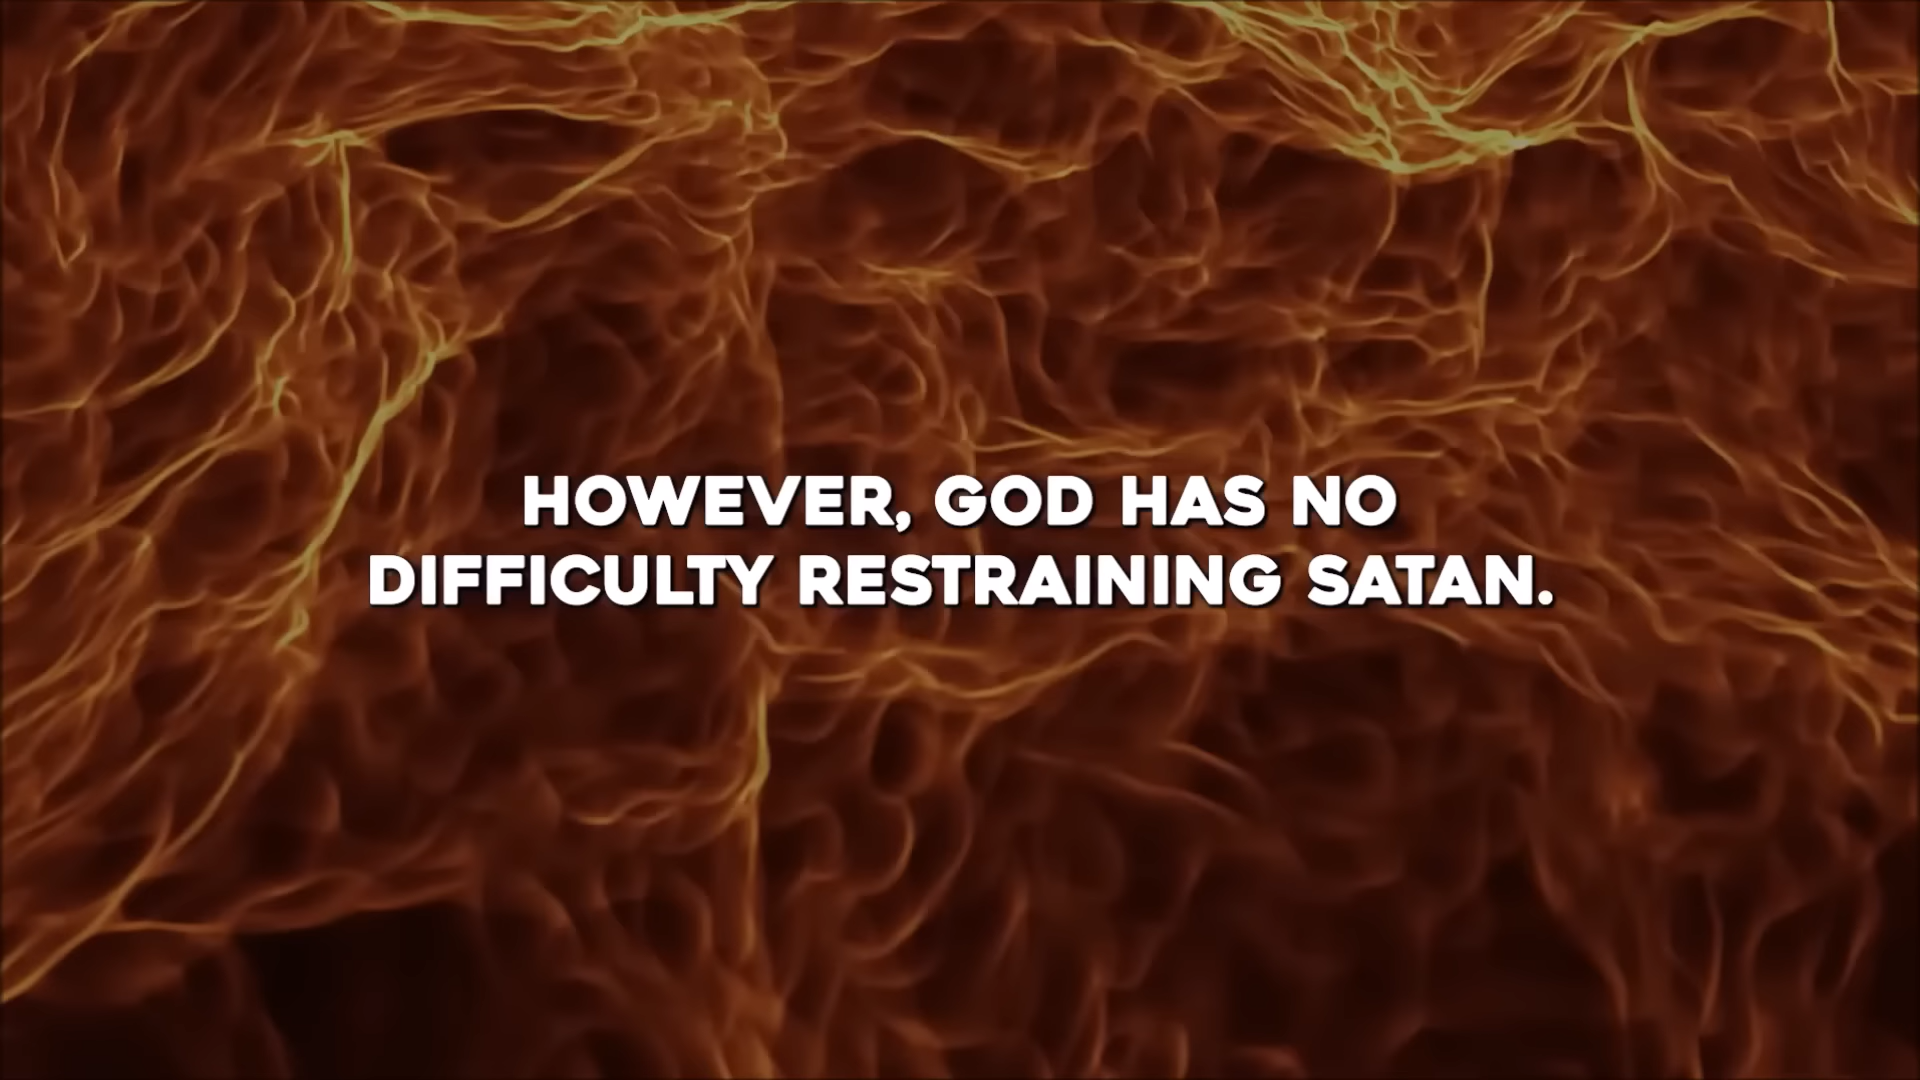 HOWEVER, GOD HAS NO
DIFFICULTY RESTRAINING SATAN.